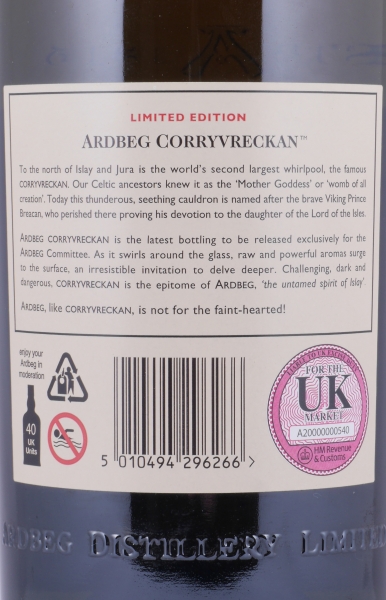 LIMITED EDITION
ARDBEG CORRYVRECKAN™
To the north of Islay and Jura is the world's second largest whirlpool, the famous
CORRYVRECKAN. Our Celtic ancestors knew it as the 'Mother Goddess' or 'womb of all
creation'. Today this thunderous, seething cauldron is named after the brave Viking Prince
Breacan, who perished there proving his devotion to the daughter of the Lord of the Isles.
ARDBEG CORRYVRECKAN is the latest bottling to be released exclusively for the
ARDBEG Committee. As it swirls around the glass, raw and powerful aromas surge
to the surface, an irresistible invitation to delve deeper. Challenging, dark and
dangerous, CORRYVRECKAN is the epitome of ARDBEG, 'the untamed spirit of Islay'.
ARDBEG, like CORRYVRECKAN, is not for the faint-hearted!
enjoy your
Ardbeg in
moderation
40
UK
Units
5 010494 296266 >
FOR THE
UK
MARKET
A20000000540
HM Revenue
& Customs
ARDBEG DISTILLERY LIMITED